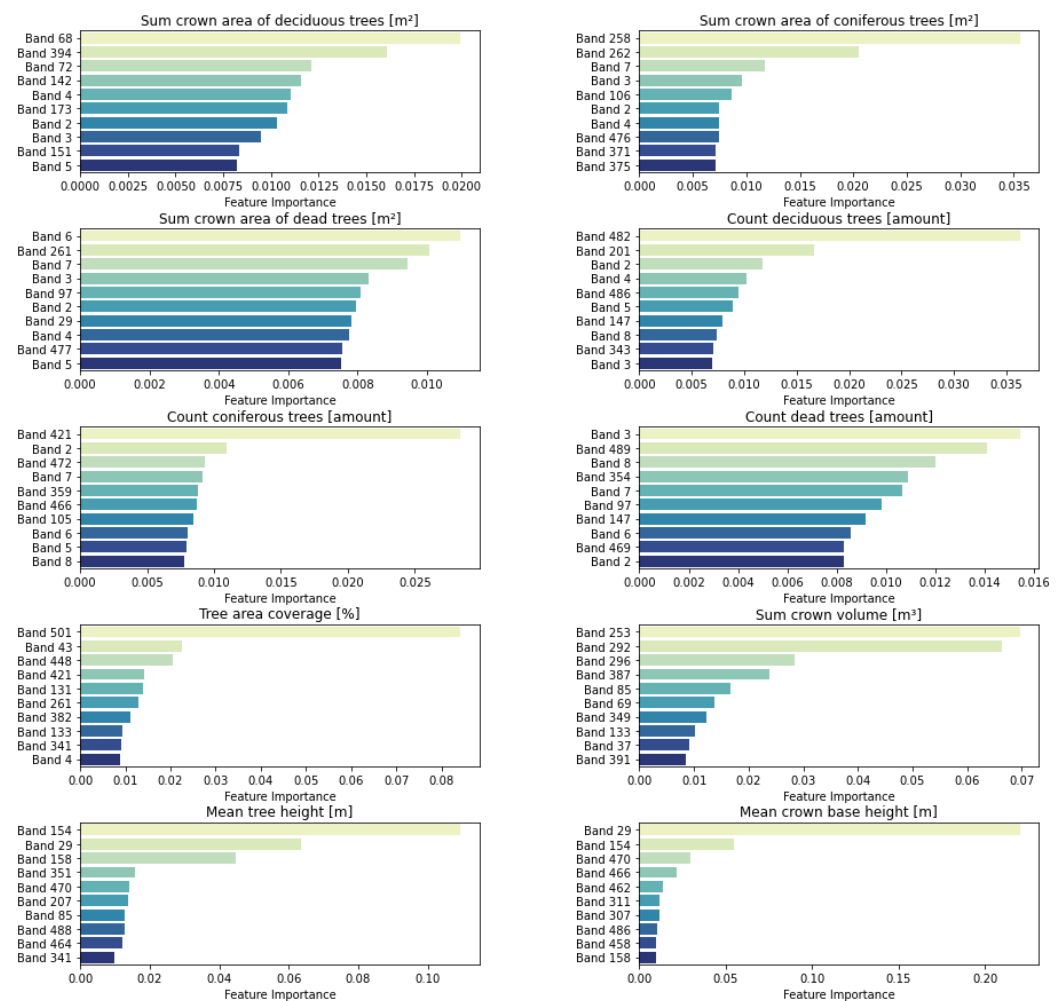 Sum crown area of deciduous trees [m²]
Band 68
Band 394
Band 72
Band 142
Band 4
Band 173
Band 2
Band 3
Band 151
Band 5
0.0000 0.0025 0.0050 0.0075 0.0100 0.0125 0.0150 0.0175 0.0200
Feature Importance
Sum crown area of coniferous trees [m²]
Band 258
Band 262
Band 7
Band 3
Band 106
Band 2
Band 4
Band 476
Band 371
Band 375
0.000 0.005 0.010 0.015 0.020 0.025 0.030 0.035
Feature Importance
Sum crown area of dead trees [m²]
Band 6
Band 261
Band 7
Band 3
Band 97
Band 2
Band 29
Band 4
Band 477
Band 5
0.000 0.002 0.004 0.006 0.008 0.010
Feature Importance
Count deciduous trees [amount]
Band 482
Band 201
Band 2
Band 4
Band 486
Band 5
Band 147
Band 8
Band 343
Band 3
0.000 0.005 0.010 0.015 0.020 0.025 0.030 0.035
Feature Importance
Count coniferous trees [amount]
Band 421
Band 2
Band 472
Band 7
Band 359
Band 466
Band 105
Band 6
Band 5
Band 8
0.000 0.005 0.010 0.015 0.020 0.025
Feature Importance
Count dead trees [amount]
Band 3
Band 489
Band 8
Band 354
Band 7
Band 97
Band 147
Band 6
Band 469
Band 2
0.000 0.002 0.004 0.006 0.008 0.010 0.012 0.014 0.016
Feature Importance
Tree area coverage [%]
Band 501
Band 43
Band 448
Band 421
Band 131
Band 261
Band 382
Band 133
Band 341
Band 4
0.00 0.01 0.02 0.03 0.04 0.05 0.06 0.07 0.08
Feature Importance
Sum crown volume [m³]
Band 253
Band 292
Band 296
Band 387
Band 85
Band 69
Band 349
Band 133
Band 37
Band 391
0.00 0.01 0.02 0.03 0.04 0.05 0.06 0.07
Feature Importance
Mean tree height [m]
Band 154
Band 29
Band 158
Band 351
Band 470
Band 207
Band 85
Band 488
Band 464
Band 341
0.00 0.02 0.04 0.06 0.08 0.10
Feature Importance
Mean crown base height [m]
Band 29
Band 154
Band 470
Band 466
Band 462
Band 311
Band 307
Band 486
Band 458
Band 158
0.00 0.05 0.10 0.15 0.20
Feature Importance